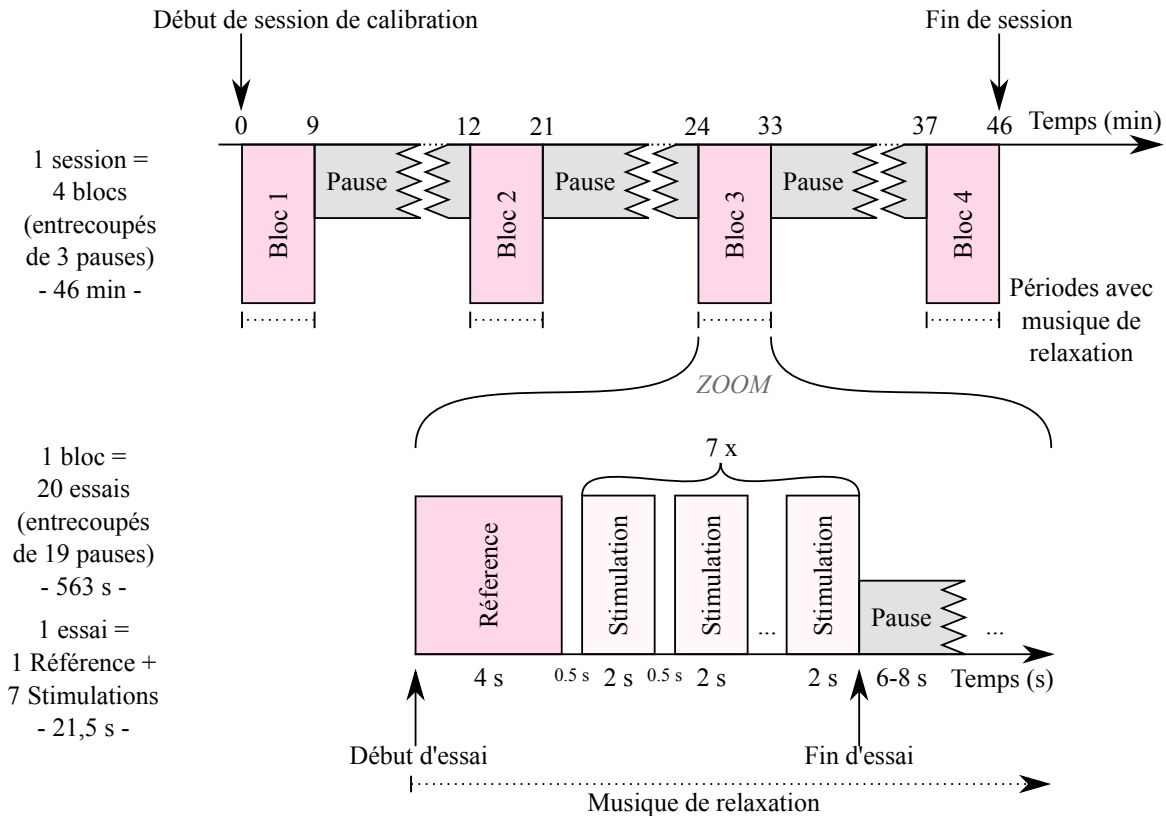 Début de session de calibration
Fin de session
0 9 12 21 24 33 37 46 Temps (min)
1 session =
4 blocs
(entrecoupés
de 3 pauses)
- 46 min -
Bloc 1
Pause
Bloc 2
Pause
Bloc 3
Pause
Bloc 4
Périodes avec
musique de
relaxation
ZOOM
1 bloc =
20 essais
(entrecoupés
de 19 pauses)
- 563 s -
1 essai =
1 Référence +
7 Stimulations
- 21,5 s -
7 x
Réference
Stimulation
Stimulation
...
Stimulation
Pause
...
4 s 0.5 s 2 s 0.5 s 2 s 2 s 6-8 s Temps (s)
Début d'essai
Fin d'essai
Musique de relaxation